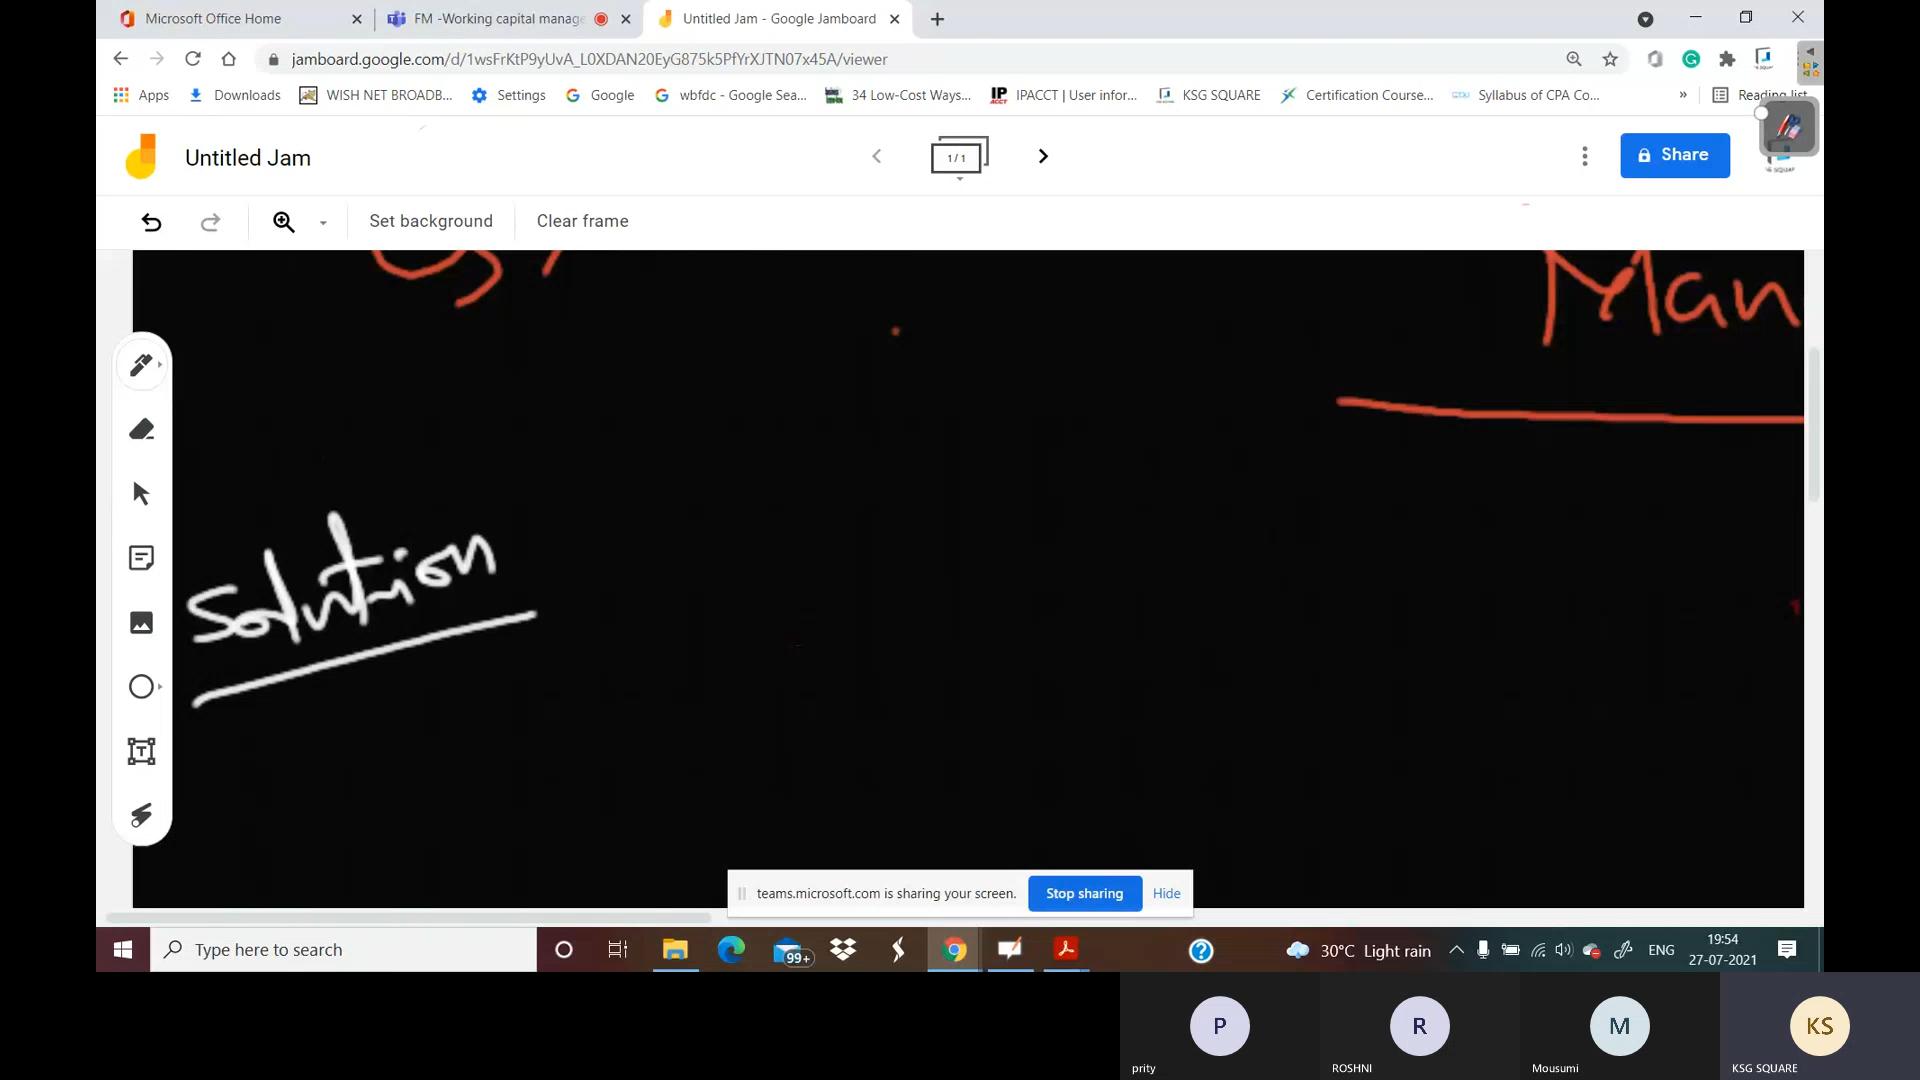 Microsoft Office Home
FM -Working capital manage
Untitled Jam - Google Jamboard
jamboard.google.com/d/1wsFrKtP9yUvA_L0XDAN20EyG875k5PfYrXJTN07x45A/viewer
Apps Downloads WISH NET BROADB... Settings Google wbfdc - Google Sea... 34 Low-Cost Ways... IPACCT | User infor... KSG SQUARE Certification Course... Syllabus of CPA Co... » Reading list
Untitled Jam
1 / 1
Share
Set background
Clear frame
Man
Solution
teams.microsoft.com is sharing your screen. Stop sharing Hide
Type here to search
99+
30°C Light rain
ENG
19:54
27-07-2021
P R M KS
prity ROSHNI Mousumi KSG SQUARE